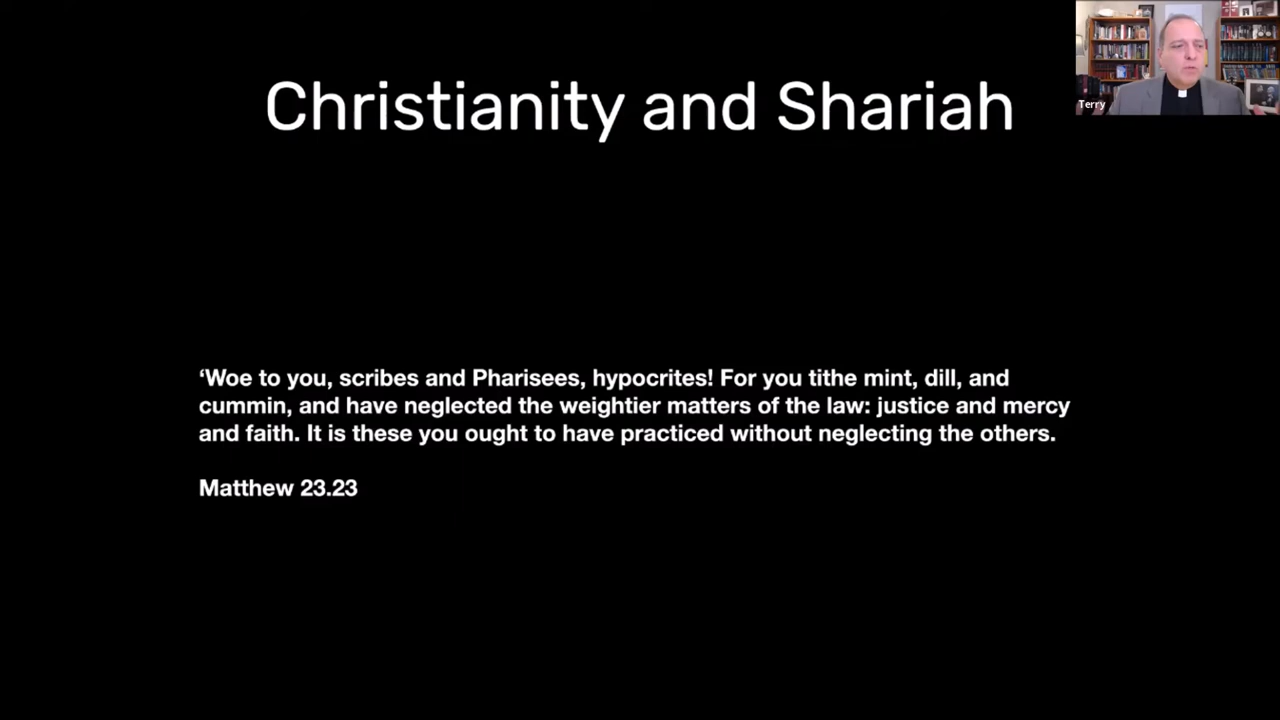 Christianity and Shariah
Terry
‘Woe to you, scribes and Pharisees, hypocrites! For you tithe mint, dill, and
cummin, and have neglected the weightier matters of the law: justice and mercy
and faith. It is these you ought to have practiced without neglecting the others.
Matthew 23.23